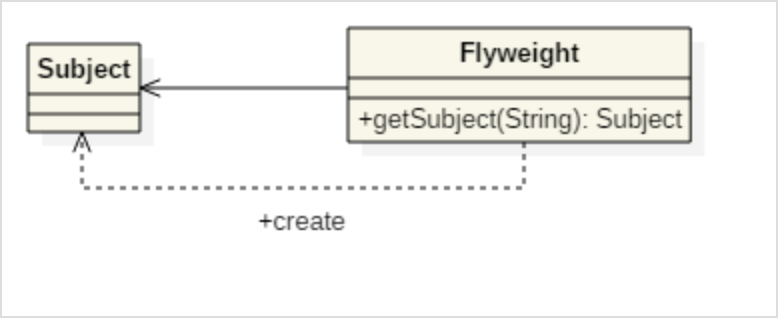 Subject
Flyweight
+getSubject(String): Subject
+create